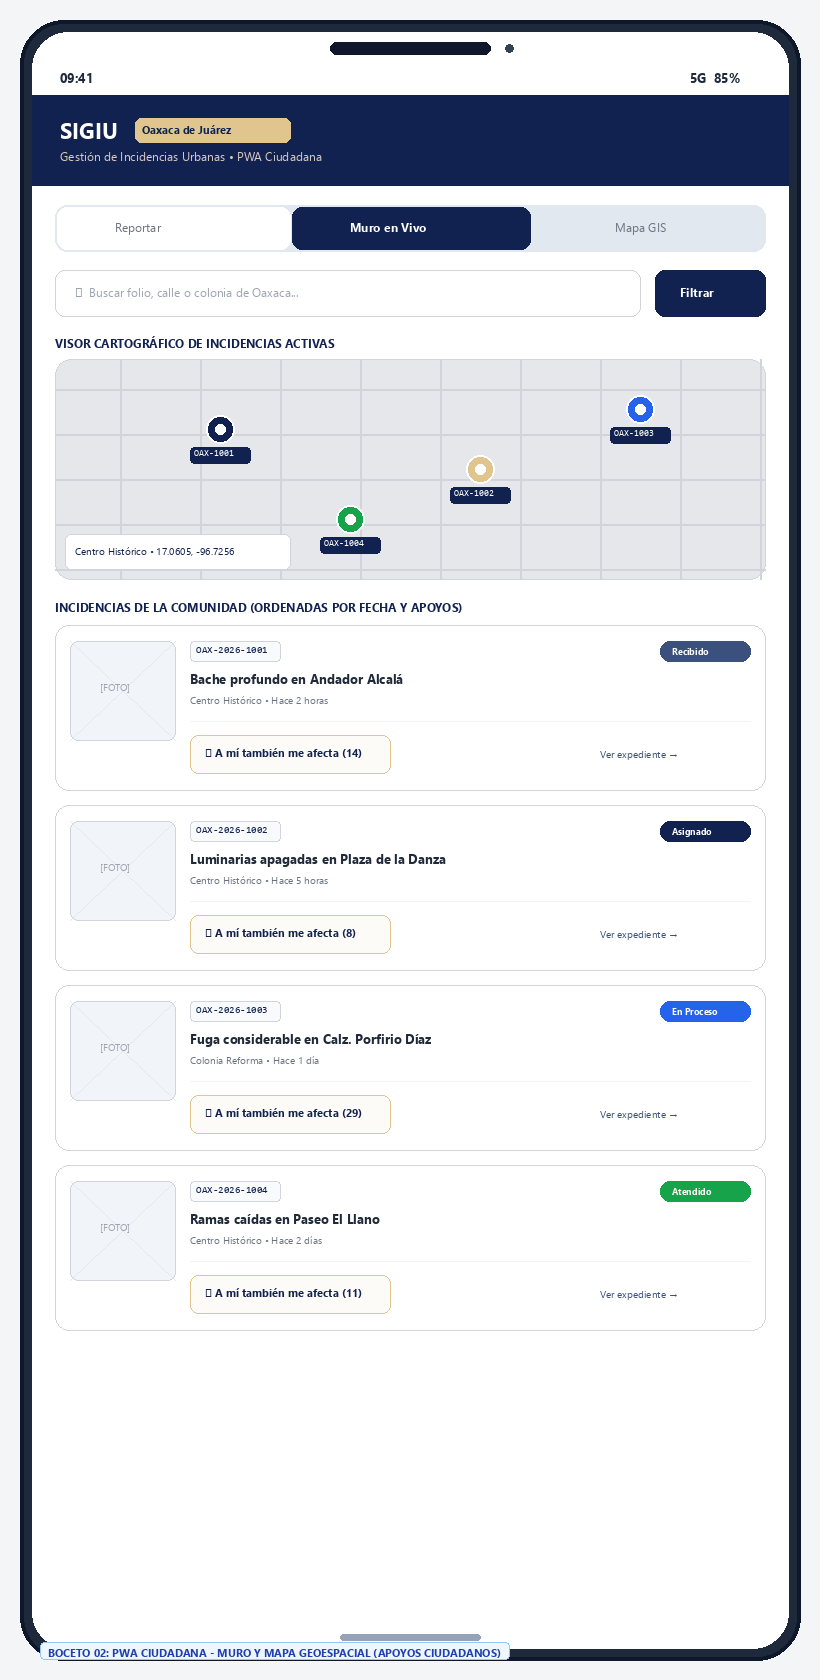 09:41
5G 85%
SIGIU
Oaxaca de Juárez
Gestión de Incidencias Urbanas • PWA Ciudadana
Reportar
Muro en Vivo
Mapa GIS
Buscar folio, calle o colonia de Oaxaca...
Filtrar
VISOR CARTOGRÁFICO DE INCIDENCIAS ACTIVAS
OAX-1003
OAX-1001
OAX-1002
OAX-1004
Centro Histórico • 17.0605, -96.7256
INCIDENCIAS DE LA COMUNIDAD (ORDENADAS POR FECHA Y APOYOS)
[FOTO]
OAX-2026-1001
Recibido
Bache profundo en Andador Alcalá
Centro Histórico • Hace 2 horas
A mí también me afecta (14)
Ver expediente →
[FOTO]
OAX-2026-1002
Asignado
Luminarias apagadas en Plaza de la Danza
Centro Histórico • Hace 5 horas
A mí también me afecta (8)
Ver expediente →
[FOTO]
OAX-2026-1003
En Proceso
Fuga considerable en Calz. Porfirio Díaz
Colonia Reforma • Hace 1 día
A mí también me afecta (29)
Ver expediente →
[FOTO]
OAX-2026-1004
Atendido
Ramas caídas en Paseo El Llano
Centro Histórico • Hace 2 días
A mí también me afecta (11)
Ver expediente →
BOCETO 02: PWA CIUDADANA - MURO Y MAPA GEOESPACIAL (APOYOS CIUDADANOS)